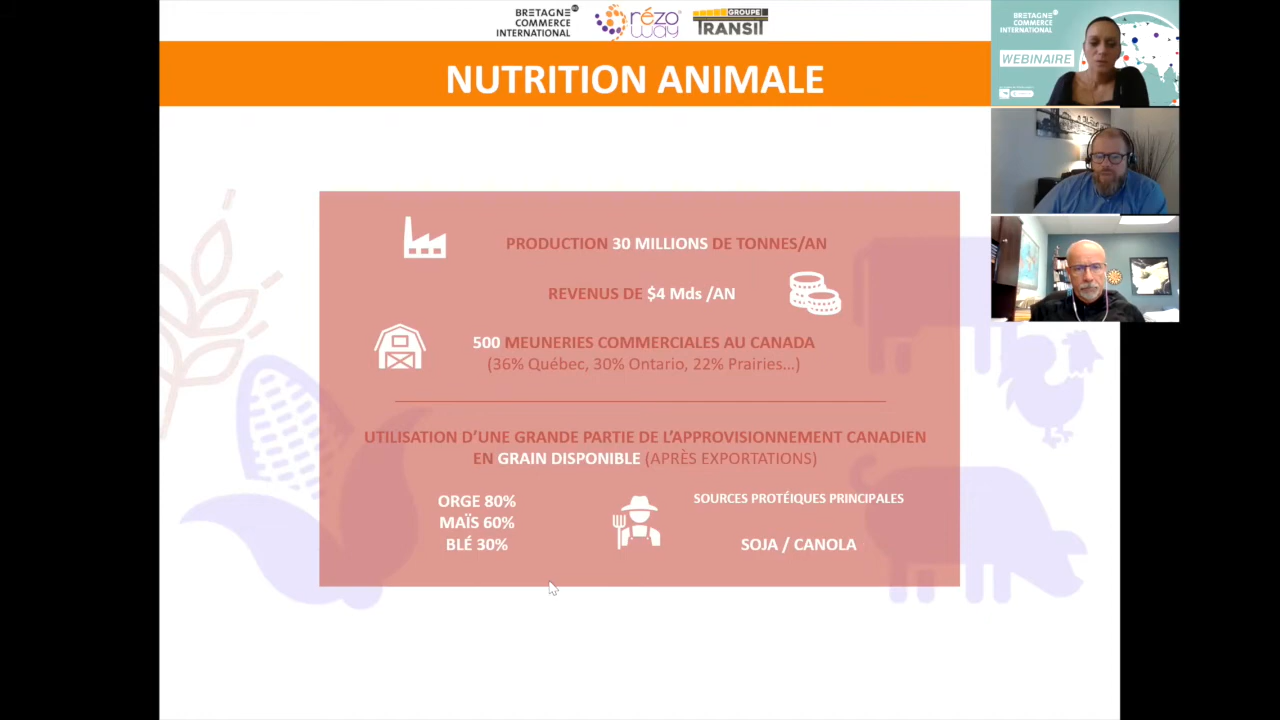 BRETAGNE
COMMERCE
INTERNATIONAL
rézo
way
GROUPE
TRANSIT
NUTRITION ANIMALE
BRETAGNE
COMMERCE
INTERNATIONAL
WEBINAIRE
PRODUCTION 30 MILLIONS DE TONNES/AN
REVENUS DE $4 Mds /AN
500 MEUNERIES COMMERCIALES AU CANADA
(36% Québec, 30% Ontario, 22% Prairies...)
UTILISATION D'UNE GRANDE PARTIE DE L'APPROVISIONNEMENT CANADIEN
EN GRAIN DISPONIBLE (APRÈS EXPORTATIONS)
ORGE 80%
MAÏS 60%
BLÉ 30%
SOURCES PROTÉIQUES PRINCIPALES
SOJA / CANOLA